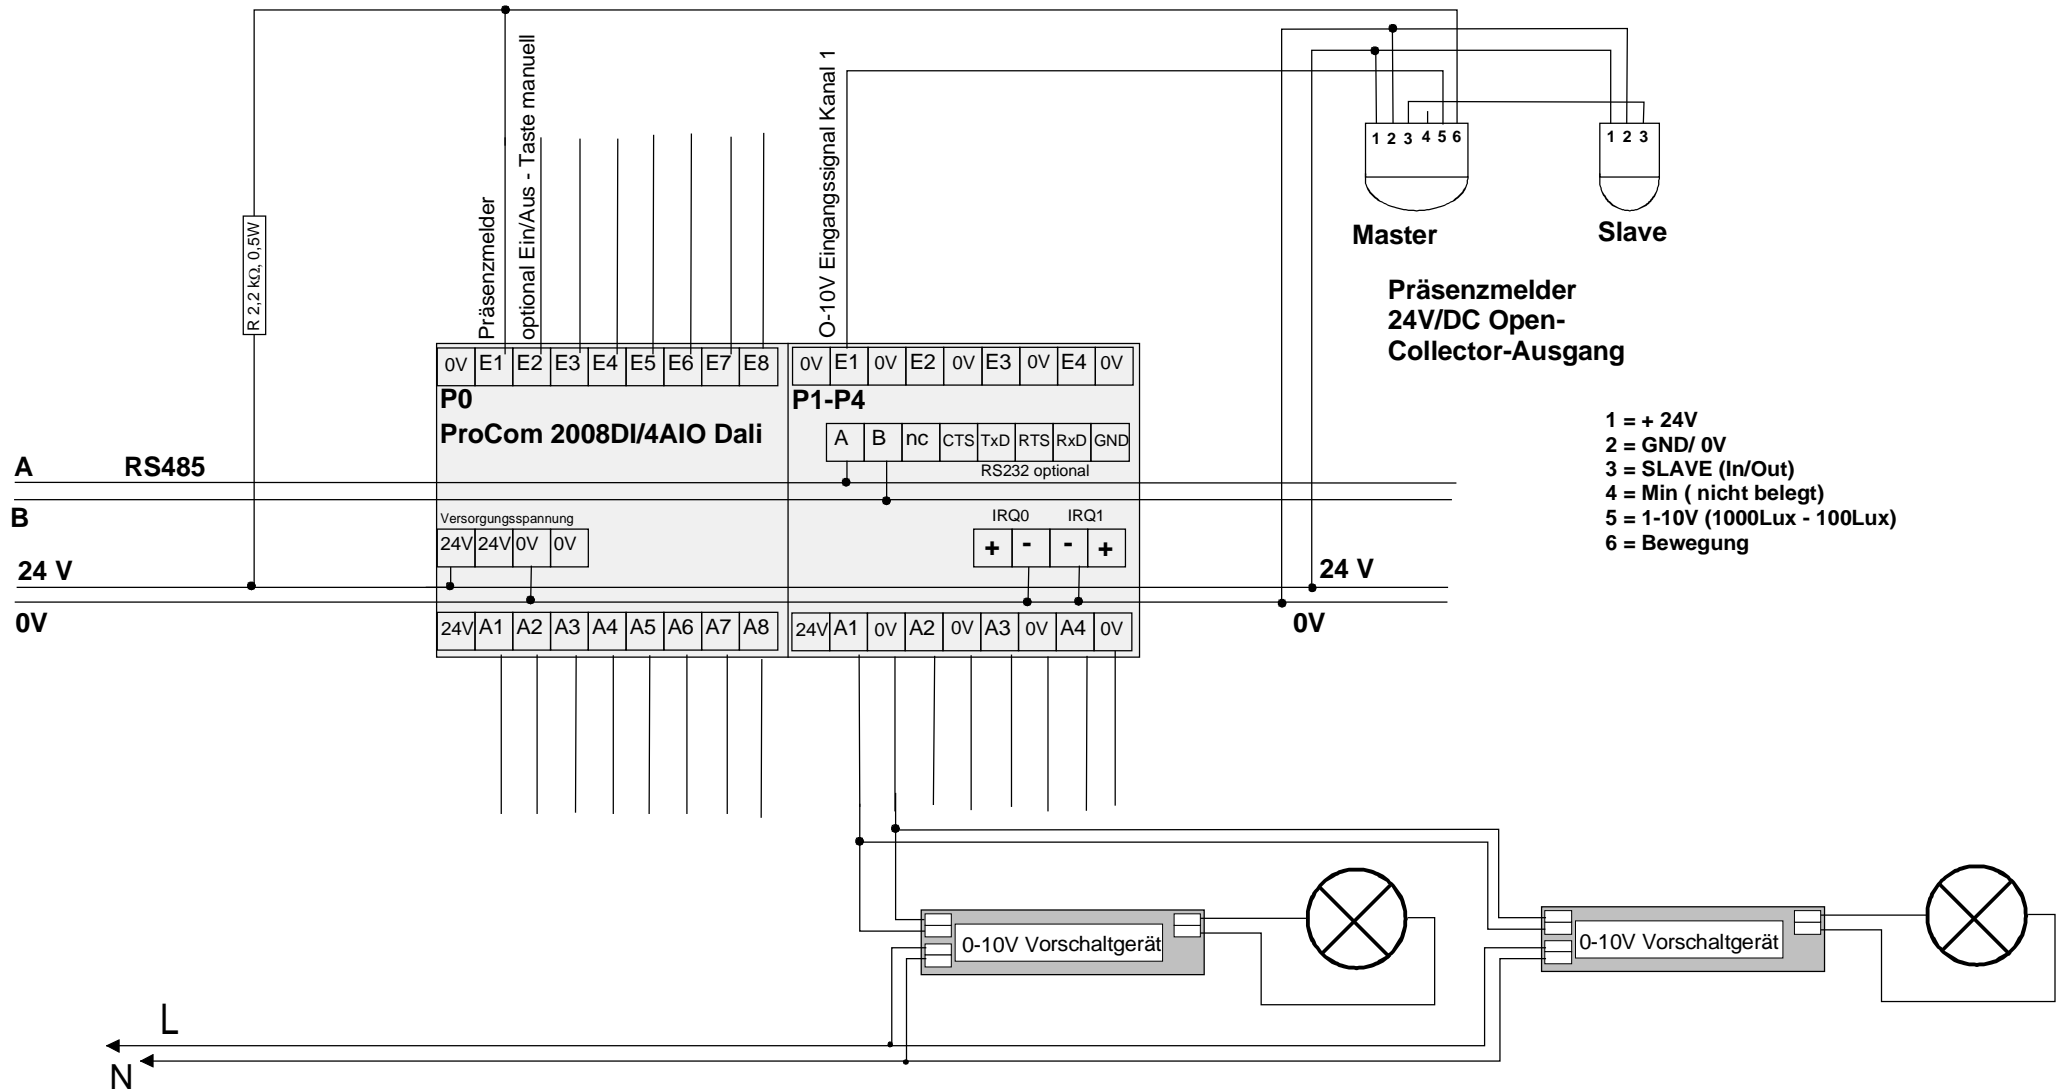 R 2,2 kΩ, 0,5W
Präsenzmelder
optional Ein/Aus - Taste manuell
O-10V Eingangssignal Kanal 1
1 2 3 4 5 6
Master
1 2 3
Slave
Präsenzmelder
24V/DC Open-
Collector-Ausgang
1 = + 24V
2 = GND/ 0V
3 = SLAVE (In/Out)
4 = Min ( nicht belegt)
5 = 1-10V (1000Lux - 100Lux)
6 = Bewegung
0V E1 E2 E3 E4 E5 E6 E7 E8
0V E1 0V E2 0V E3 0V E4 0V
P0
P1-P4
ProCom 2008DI/4AIO Dali
A B nc CTS TxD RTS RxD GND
RS232 optional
A RS485
B
Versorgungsspannung
24V 24V 0V 0V
IRQ0 IRQ1
+ - - +
24 V
24 V
0V
0V
24V A1 A2 A3 A4 A5 A6 A7 A8
24V A1 0V A2 0V A3 0V A4 0V
0-10V Vorschaltgerät
0-10V Vorschaltgerät
L
N